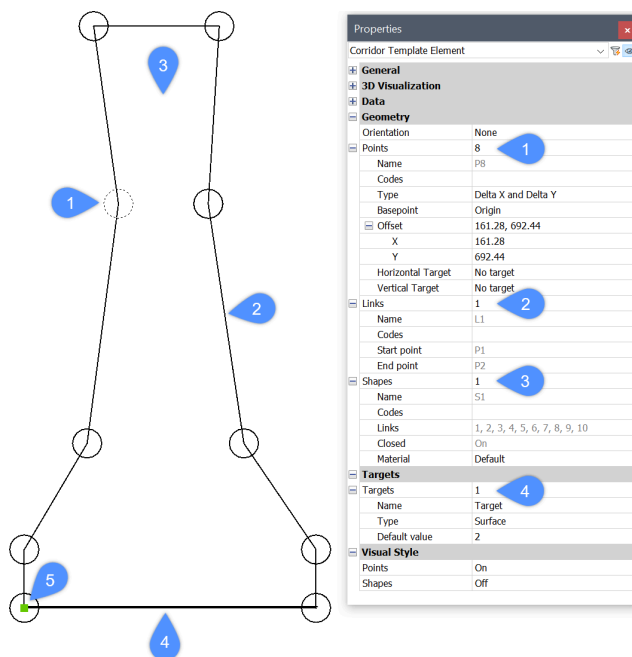 Properties
×
Corridor Template Element
General
3D Visualization
Data
Geometry
Orientation None
Points 8 1
Name P8
Codes
Type Delta X and Delta Y
Basepoint Origin
Offset 161.28, 692.44
X 161.28
Y 692.44
Horizontal Target No target
Vertical Target No target
Links 1 2
Name L1
Codes
Start point P1
End point P2
Shapes 1 3
Name S1
Codes
Links 1, 2, 3, 4, 5, 6, 7, 8, 9, 10
Closed On
Material Default
Targets
Targets 1 4
Name Target
Type Surface
Default value 2
Visual Style
Points On
Shapes Off
3
1
2
5
4